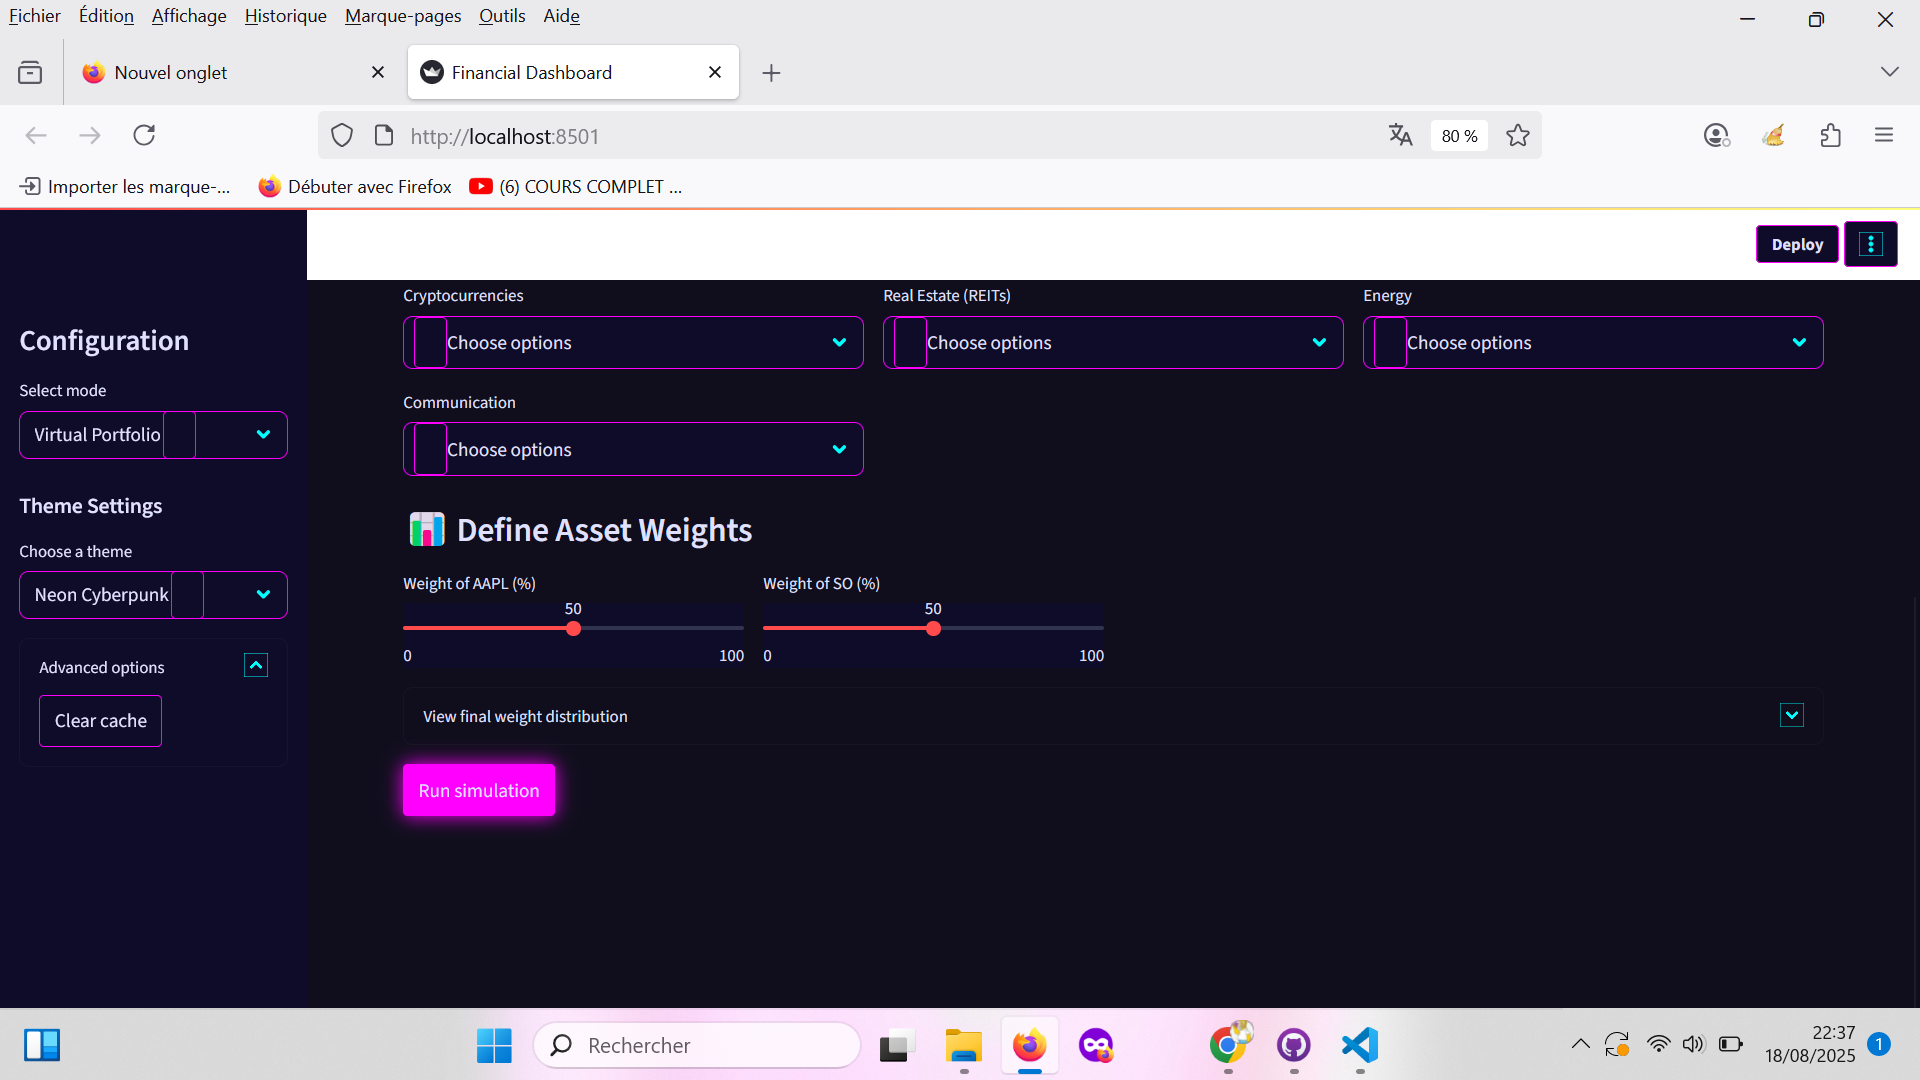 Fichier Édition Affichage Historique Marque-pages Outils Aide
Nouvel onglet
Financial Dashboard
http://localhost:8501
80 %
Importer les marque-...
Débuter avec Firefox
(6) COURS COMPLET ...
Deploy
Configuration
Select mode
Virtual Portfolio
Theme Settings
Choose a theme
Neon Cyberpunk
Advanced options
Clear cache
Cryptocurrencies
Choose options
Real Estate (REITs)
Choose options
Energy
Choose options
Communication
Choose options
Define Asset Weights
Weight of AAPL (%)
50
0 100
Weight of SO (%)
50
0 100
View final weight distribution
Run simulation
Rechercher
22:37
18/08/2025
1